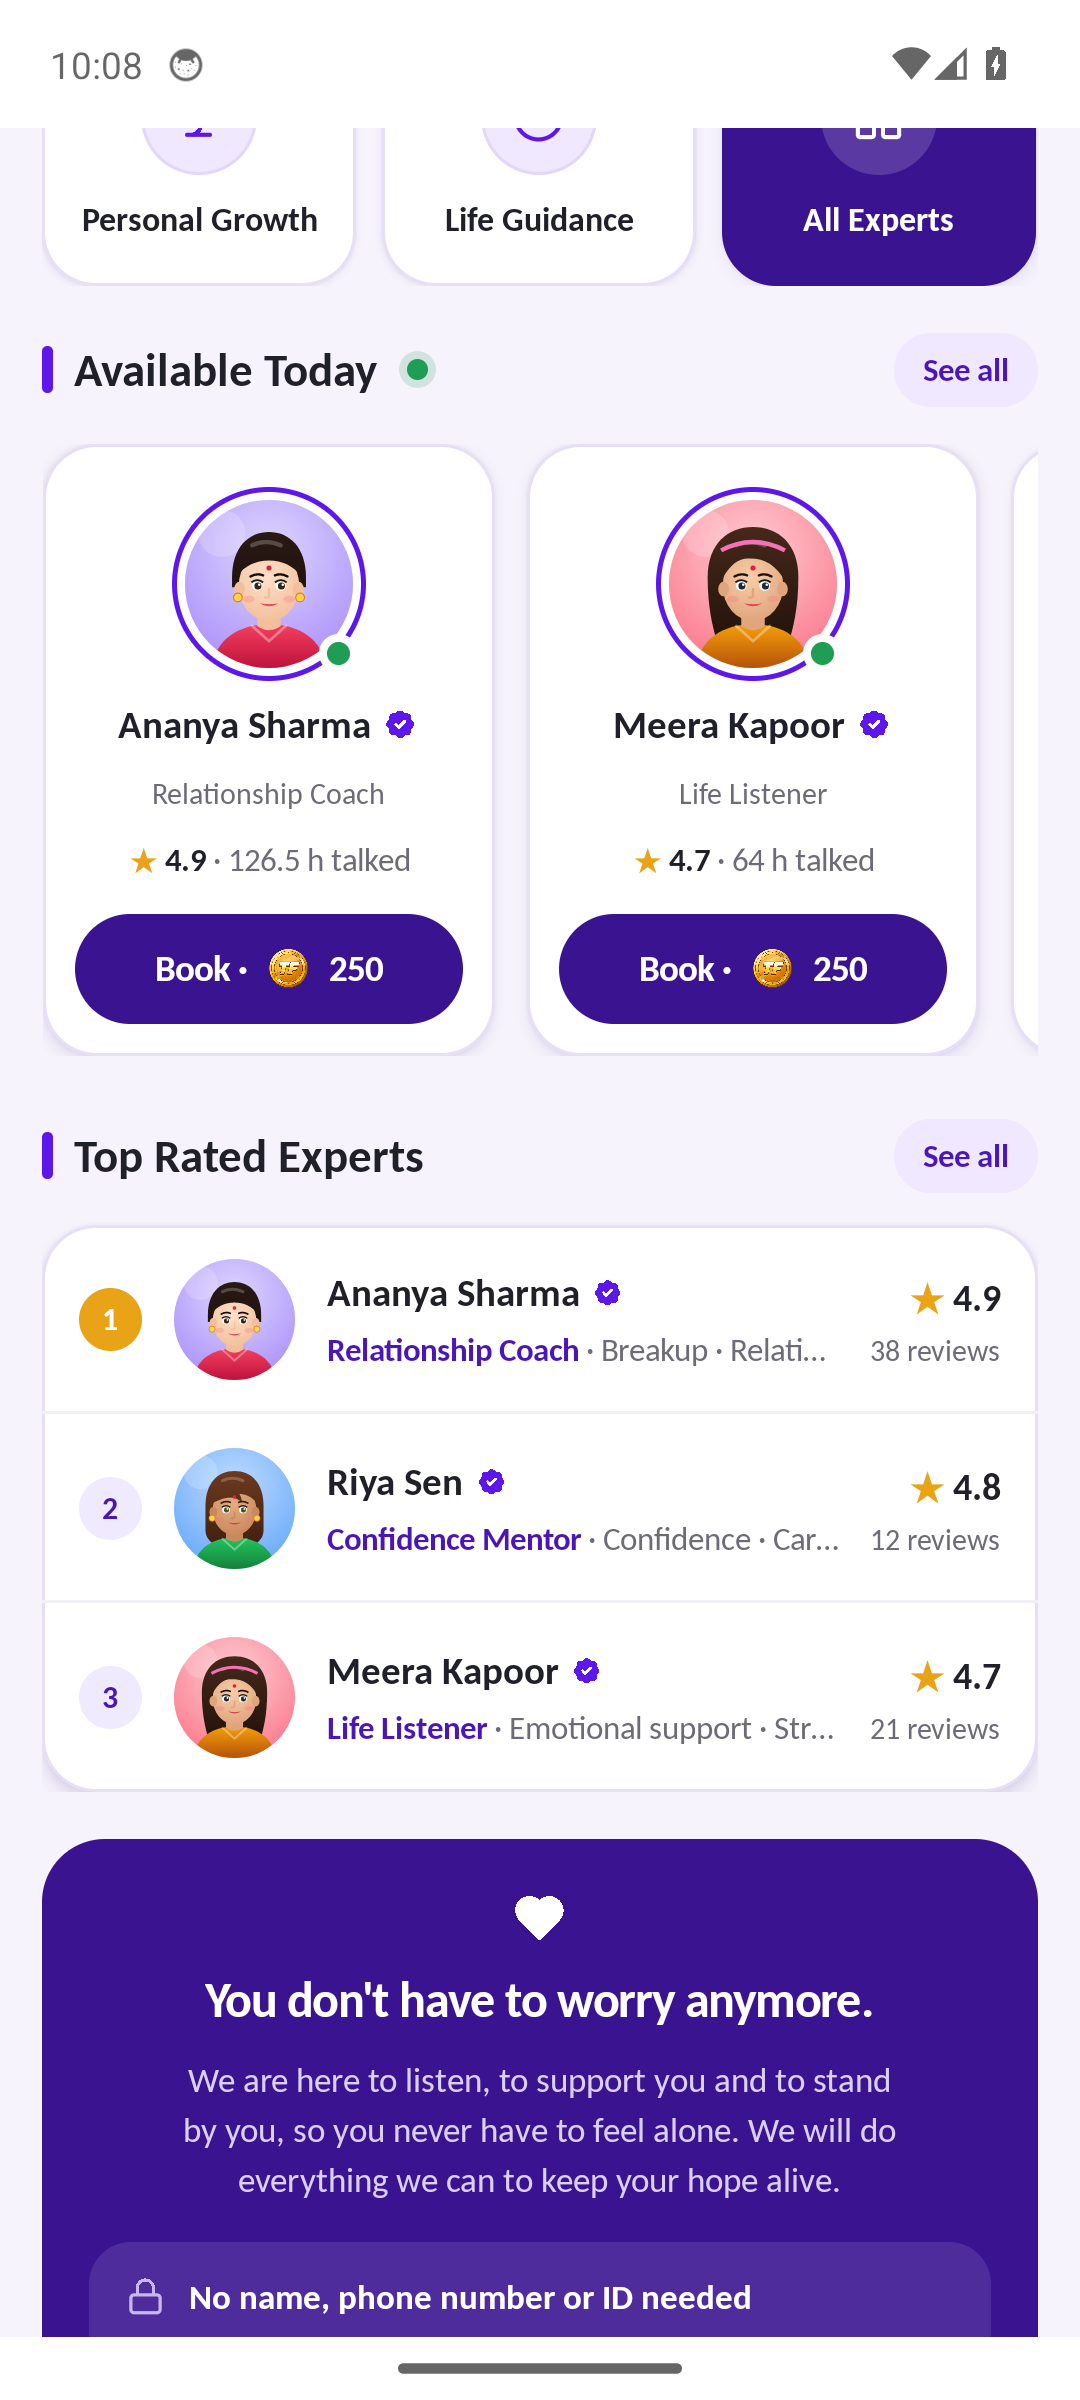 10:08
Personal Growth
Life Guidance
All Experts
Available Today
See all
Ananya Sharma
Relationship Coach
★ 4.9 · 126.5 h talked
Book · 250
Meera Kapoor
Life Listener
★ 4.7 · 64 h talked
Book · 250
Top Rated Experts
See all
1
Ananya Sharma
Relationship Coach · Breakup · Relati...
★ 4.9
38 reviews
2
Riya Sen
Confidence Mentor · Confidence · Car...
★ 4.8
12 reviews
3
Meera Kapoor
Life Listener · Emotional support · Str...
★ 4.7
21 reviews
You don't have to worry anymore.
We are here to listen, to support you and to stand
by you, so you never have to feel alone. We will do
everything we can to keep your hope alive.
No name, phone number or ID needed